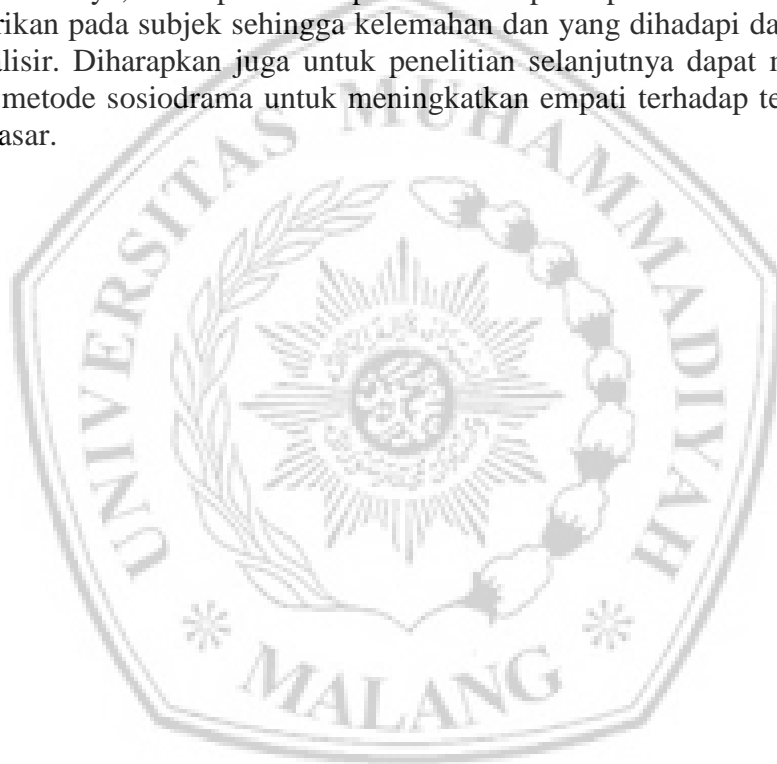 rikan pada subjek sehingga kelemahan dan yang dihadapi da
alisir. Diharapkan juga untuk penelitian selanjutnya dapat
metode sosiodrama untuk meningkatkan empati terhadap te
asar.
UNIVERSITAS MUHAMMADIYAH
MALANG